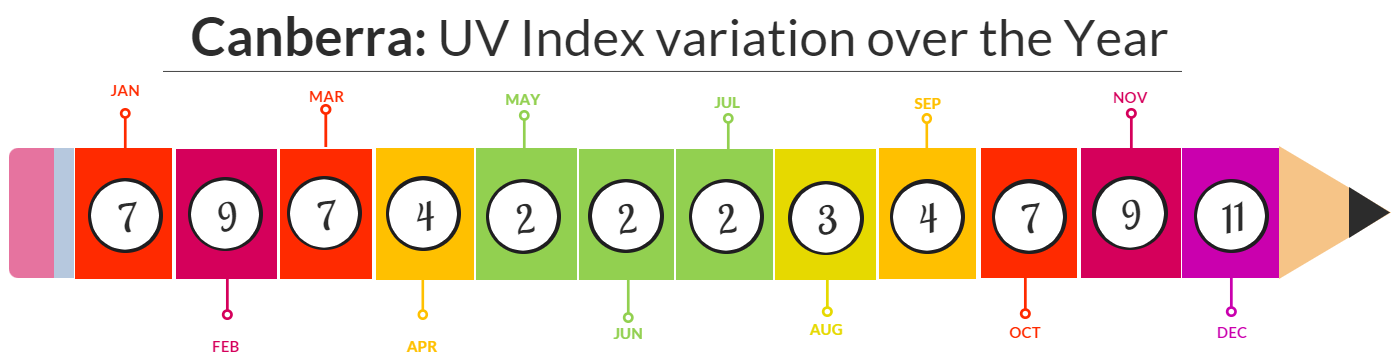 Canberra: UV Index variation over the Year
JAN MAR MAY JUL SEP NOV
7 9 7 4 2 2 2 3 4 7 9 11
FEB APR JUN AUG OCT DEC